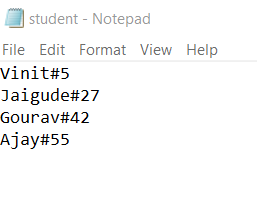 student - Notepad
File Edit Format View Help
Vinit#5
Jaigude#27
Gourav#42
Ajay#55